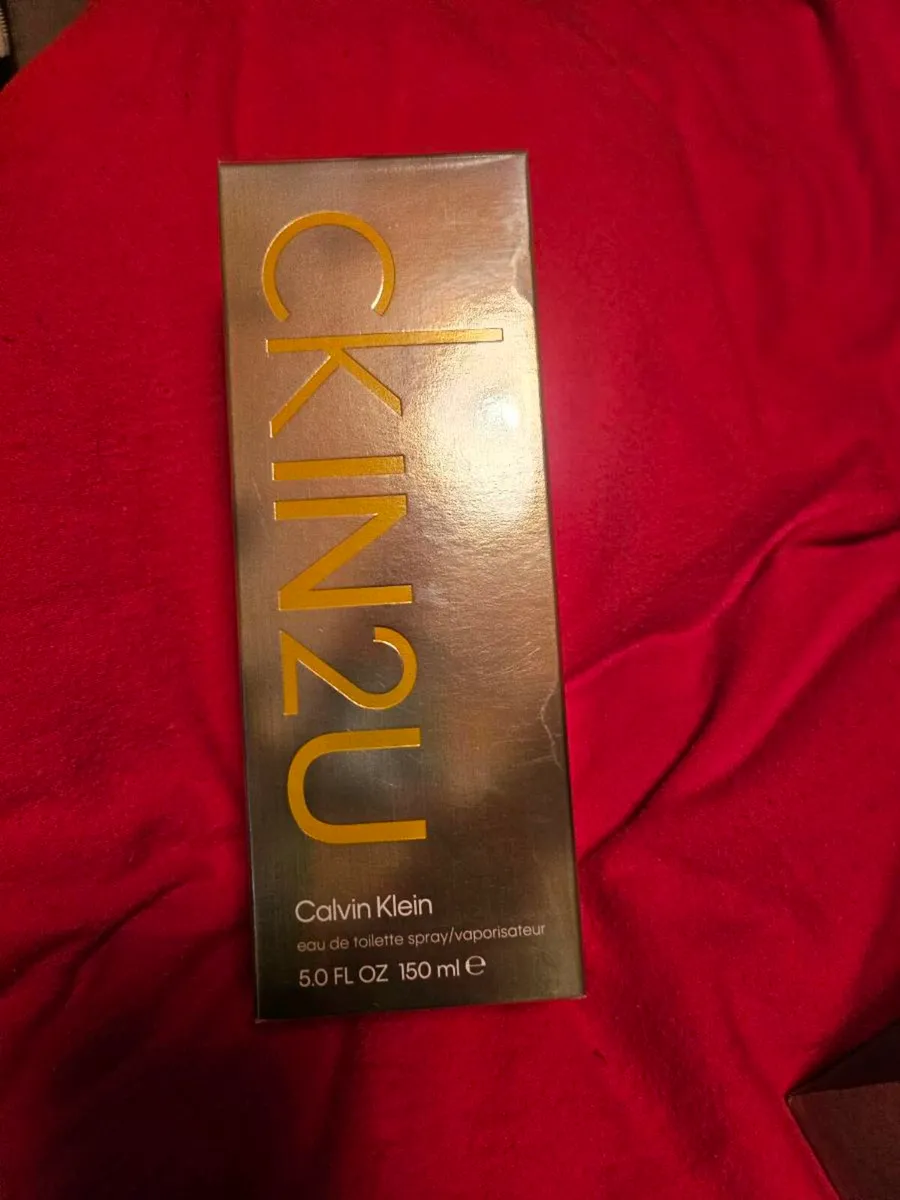 CKIN2U
Calvin Klein
eau de toilette spray/vaporisateur
5.0 FL OZ 150 ml ℮